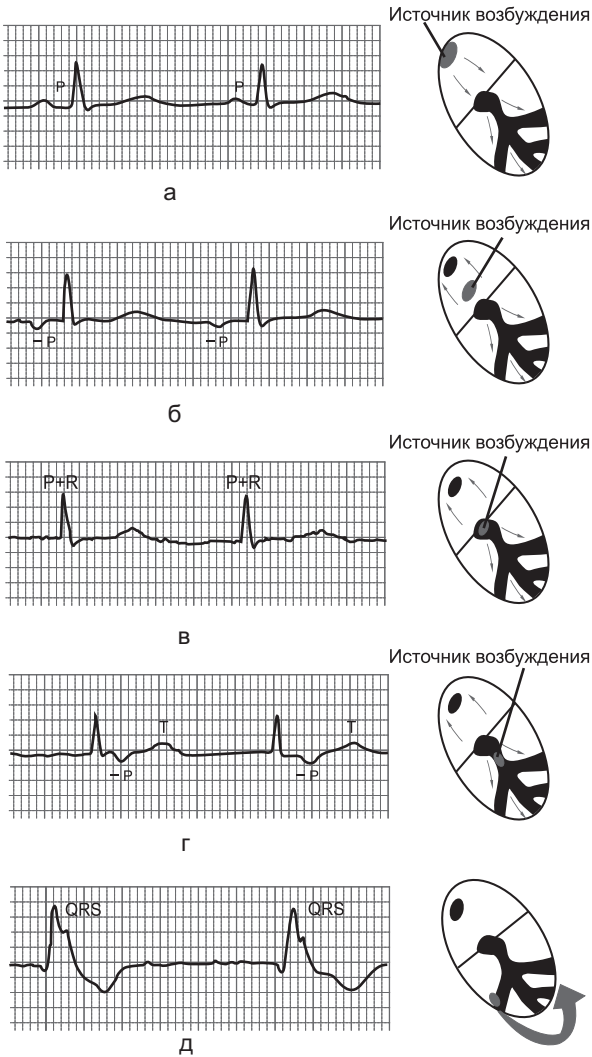 Источник возбуждения
P
P
а
Источник возбуждения
– P
– P
б
Источник возбуждения
P+R
P+R
в
Источник возбуждения
T
T
– P
– P
г
QRS
QRS
д